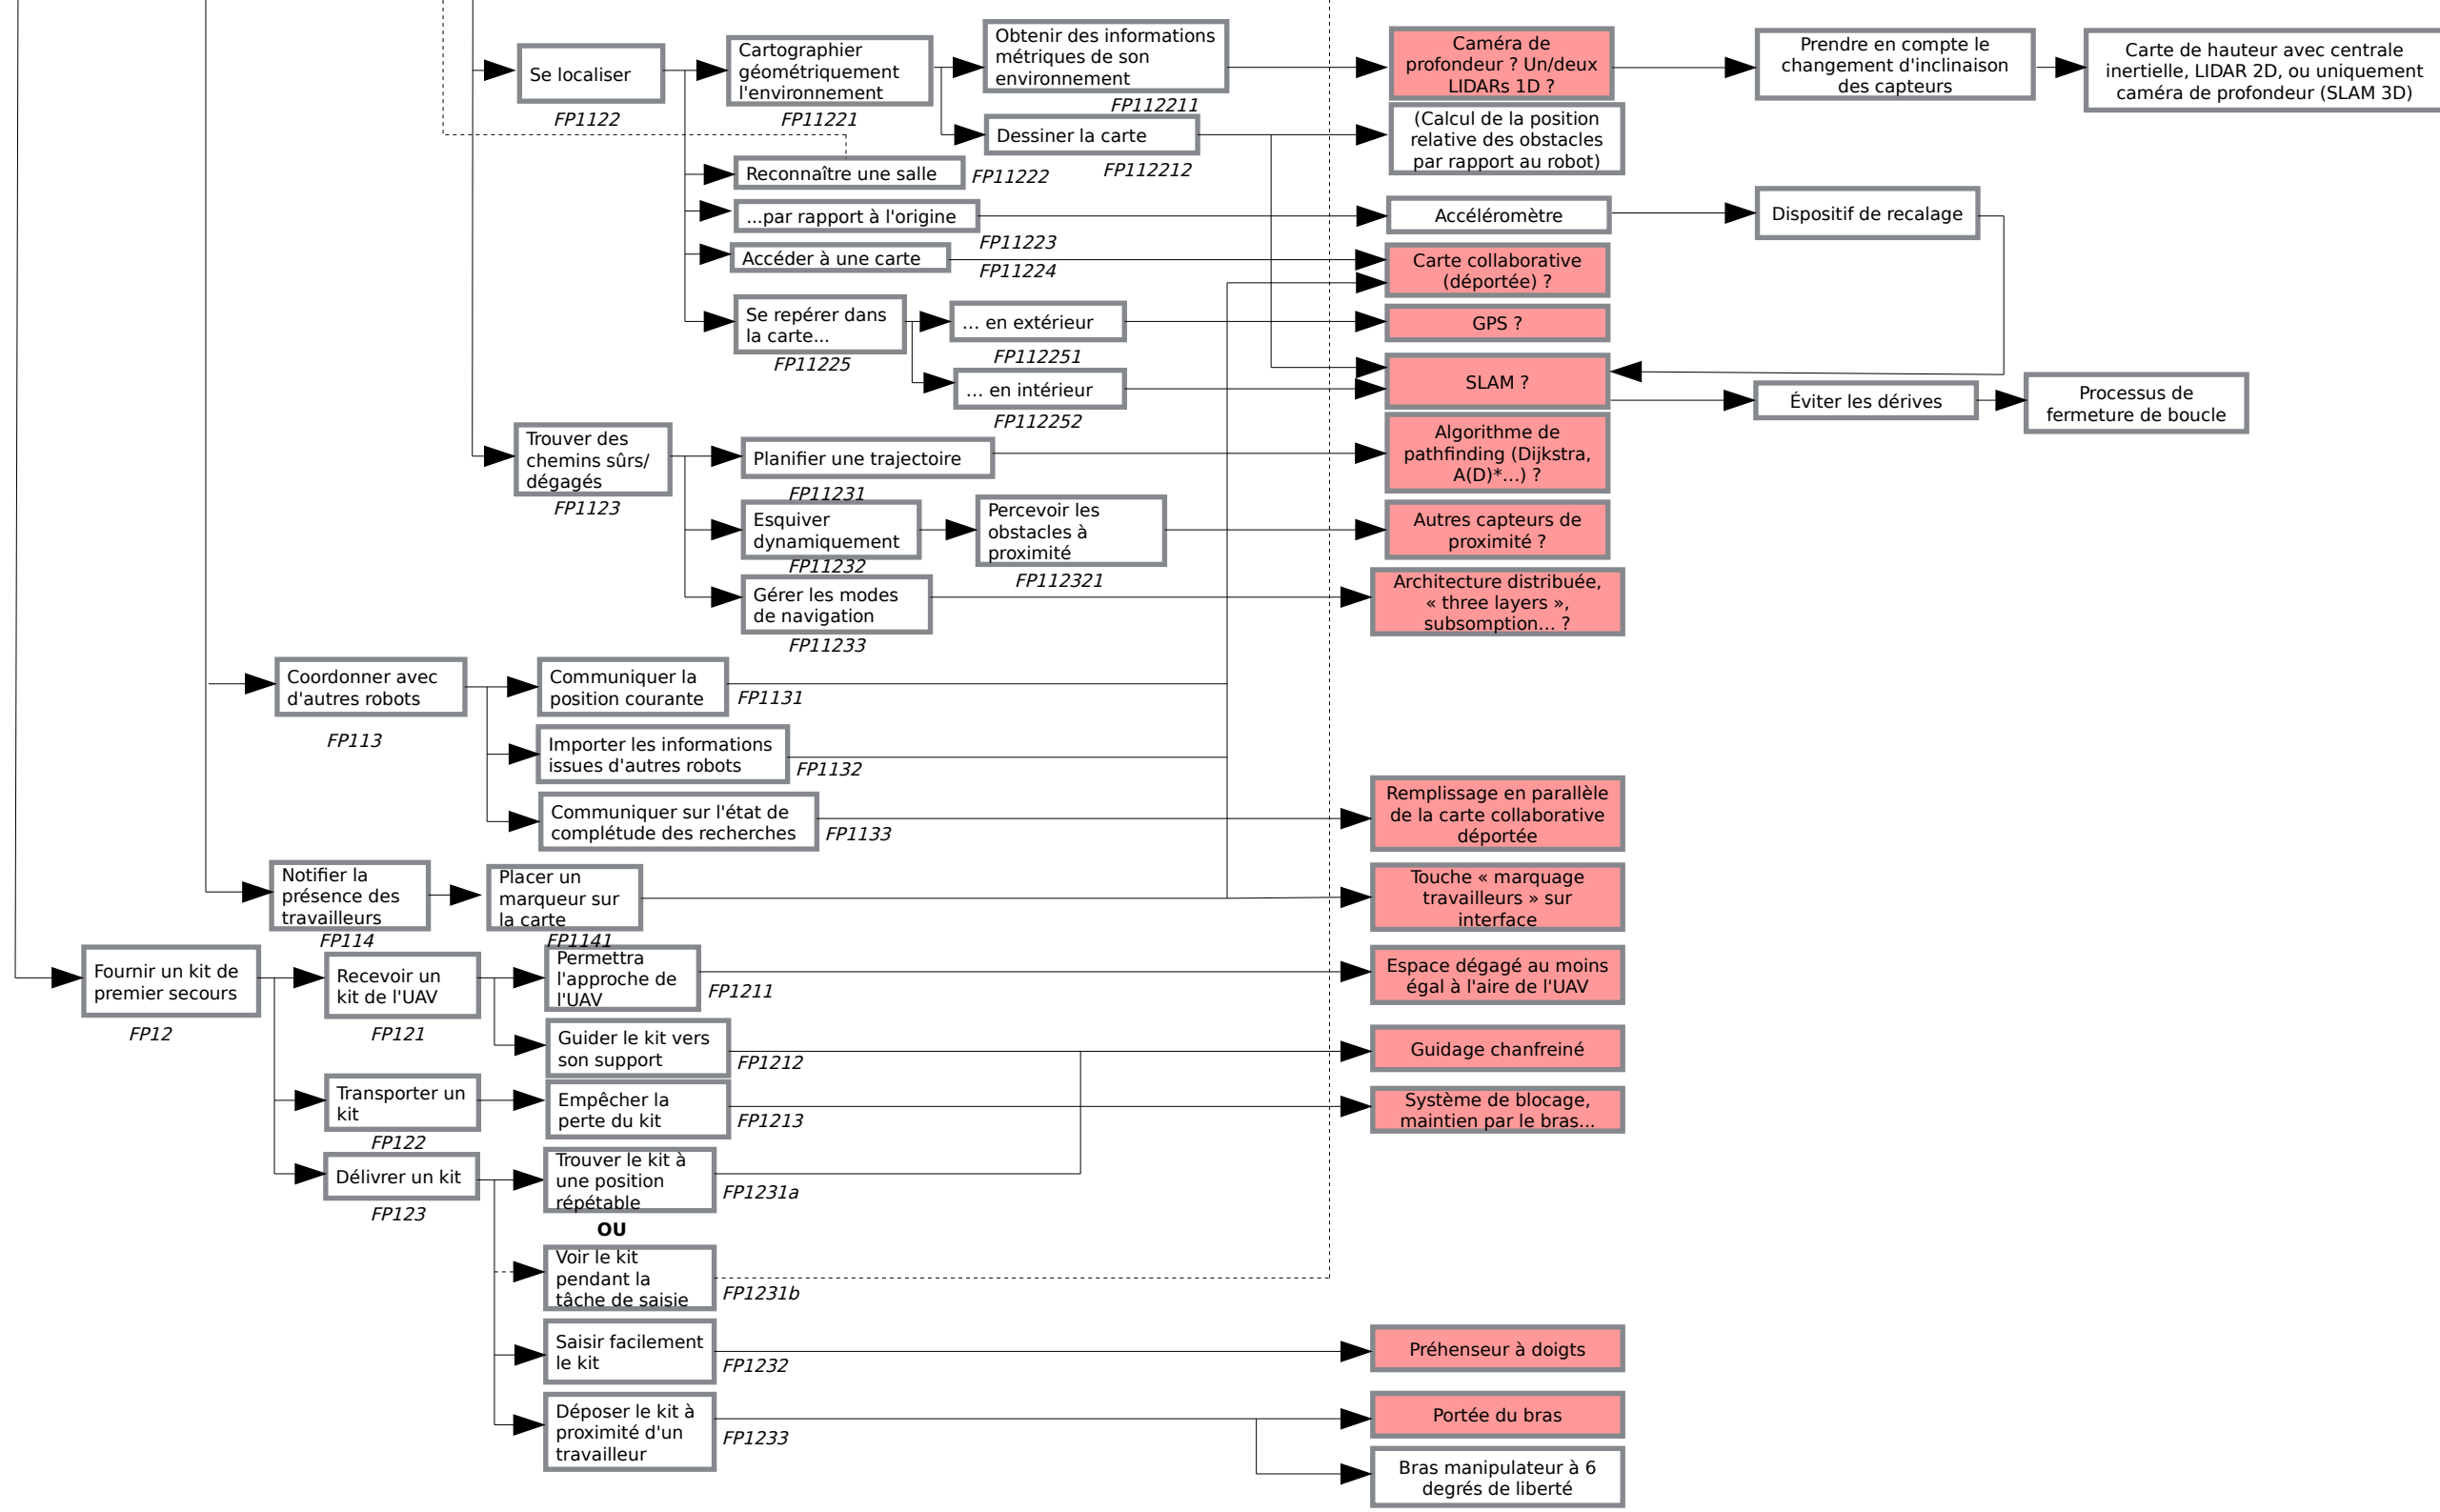 Se localiser
FP1122
Cartographier
géométriquement
l'environnement
FP11221
Obtenir des informations
métriques de son
environnement
FP112211
Caméra de
profondeur ? Un/deux
LIDARs 1D ?
Prendre en compte le
changement d'inclinaison
des capteurs
Carte de hauteur avec centrale
inertielle, LIDAR 2D, ou uniquement
caméra de profondeur (SLAM 3D)
Dessiner la carte
FP112212
(Calcul de la position
relative des obstacles
par rapport au robot)
Reconnaître une salle
FP11222
...par rapport à l'origine
FP11223
Accéléromètre
Dispositif de recalage
Accéder à une carte
FP11224
Carte collaborative
(déportée) ?
Se repérer dans
la carte...
FP11225
... en extérieur
FP112251
GPS ?
... en intérieur
FP112252
SLAM ?
Éviter les dérives
Processus de
fermeture de boucle
Trouver des
chemins sûrs/
dégagés
FP1123
Planifier une trajectoire
FP11231
Algorithme de
pathfinding (Dijkstra,
A(D)*...) ?
Esquiver
dynamiquement
FP11232
Percevoir les
obstacles à
proximité
FP112321
Autres capteurs de
proximité ?
Gérer les modes
de navigation
FP11233
Architecture distribuée,
« three layers »,
subsomption... ?
Coordonner avec
d'autres robots
FP113
Communiquer la
position courante
FP1131
Importer les informations
issues d'autres robots
FP1132
Communiquer sur l'état de
complétude des recherches
FP1133
Remplissage en parallèle
de la carte collaborative
déportée
Notifier la
présence des
travailleurs
FP114
Placer un
marqueur sur
la carte
FP1141
Touche « marquage
travailleurs » sur
interface
Fournir un kit de
premier secours
FP12
Recevoir un
kit de l'UAV
FP121
Permettra
l'approche de
l'UAV
FP1211
Espace dégagé au moins
égal à l'aire de l'UAV
Guider le kit vers
son support
FP1212
Guidage chanfreiné
Transporter un
kit
FP122
Empêcher la
perte du kit
FP1213
Système de blocage,
maintien par le bras...
Délivrer un kit
FP123
Trouver le kit à
une position
répétable
FP1231a
OU
Voir le kit
pendant la
tâche de saisie
FP1231b
Saisir facilement
le kit
FP1232
Préhenseur à doigts
Déposer le kit à
proximité d'un
travailleur
FP1233
Portée du bras
Bras manipulateur à 6
degrés de liberté